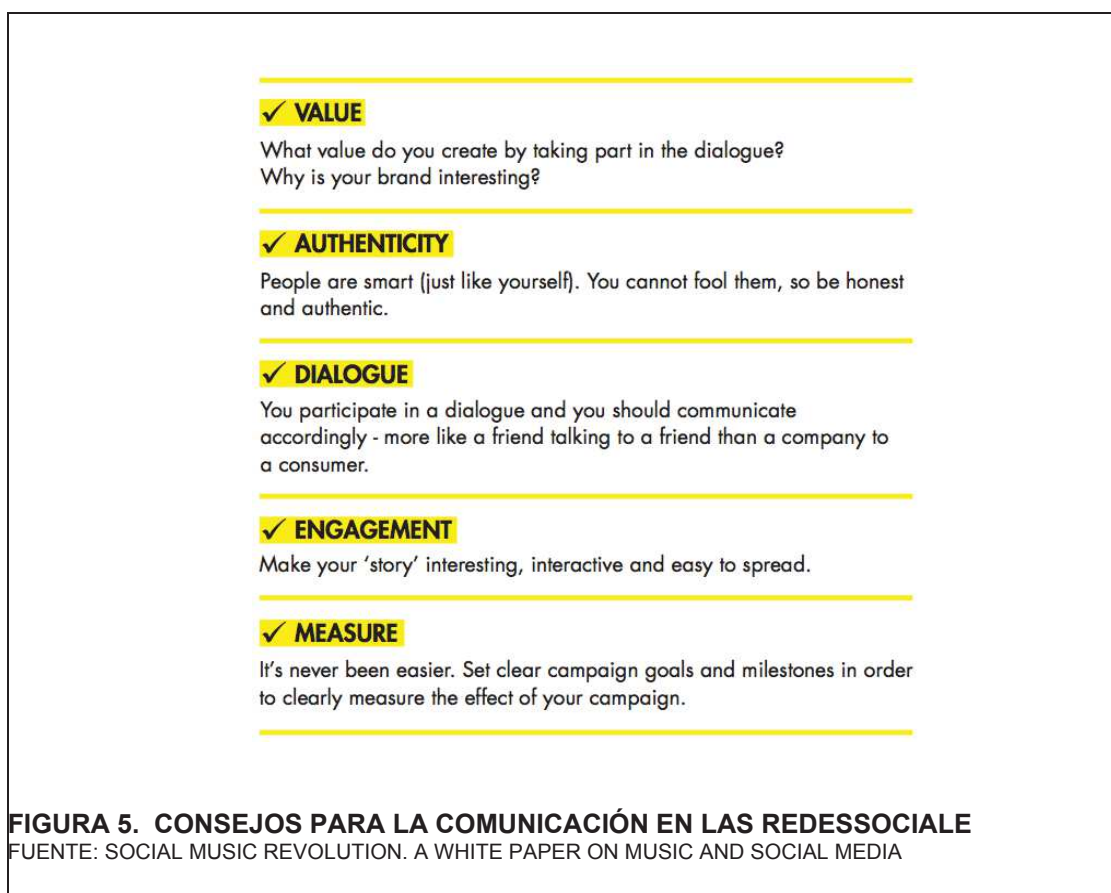 ✓ VALUE
What value do you create by taking part in the dialogue?
Why is your brand interesting?
✓ AUTHENTICITY
People are smart (just like yourself). You cannot fool them, so be honest
and authentic.
✓ DIALOGUE
You participate in a dialogue and you should communicate
accordingly - more like a friend talking to a friend than a company to
a consumer.
✓ ENGAGEMENT
Make your ‘story’ interesting, interactive and easy to spread.
✓ MEASURE
It’s never been easier. Set clear campaign goals and milestones in order
to clearly measure the effect of your campaign.
FIGURA 5. CONSEJOS PARA LA COMUNICACIÓN EN LAS REDESSOCIALE
FUENTE: SOCIAL MUSIC REVOLUTION. A WHITE PAPER ON MUSIC AND SOCIAL MEDIA